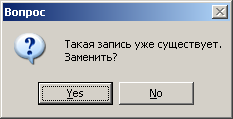 Вопрос
Такая запись уже существует.
Заменить?
Yes
No